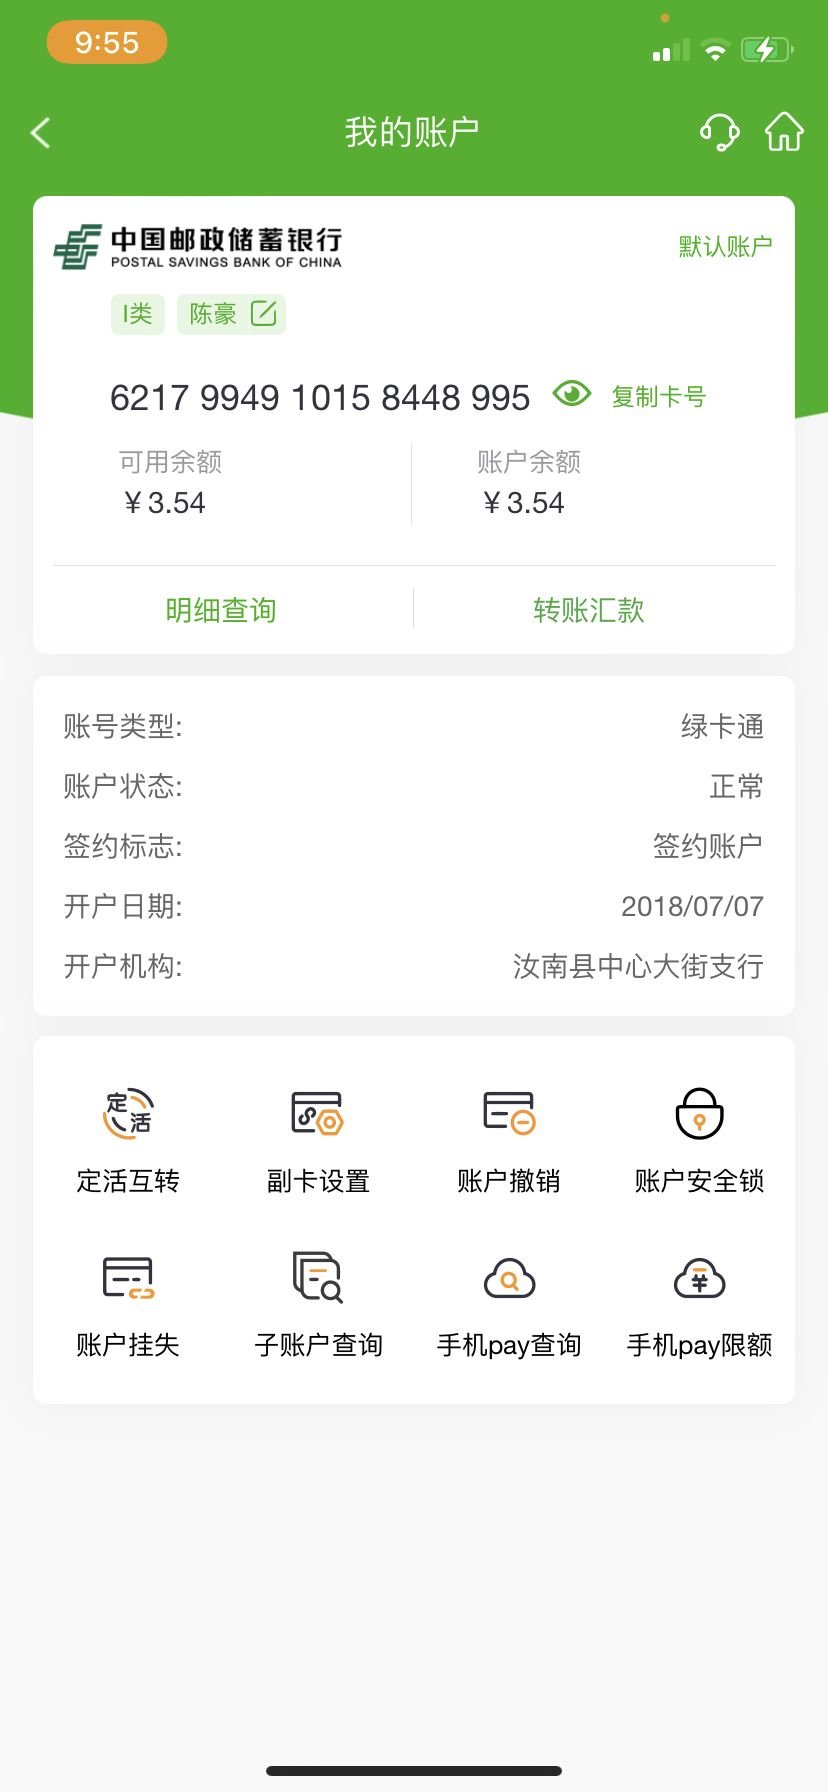 9:55
我的账户
中国邮政储蓄银行
POSTAL SAVINGS BANK OF CHINA
默认账户
I类 陈豪
6217 9949 1015 8448 995 复制卡号
可用余额 账户余额
¥3.54 ¥3.54
明细查询 转账汇款
账号类型: 绿卡通
账户状态: 正常
签约标志: 签约账户
开户日期: 2018/07/07
开户机构: 汝南县中心大街支行
定活
定活互转 副卡设置 账户撤销 账户安全锁
账户挂失 子账户查询 手机pay查询 手机pay限额